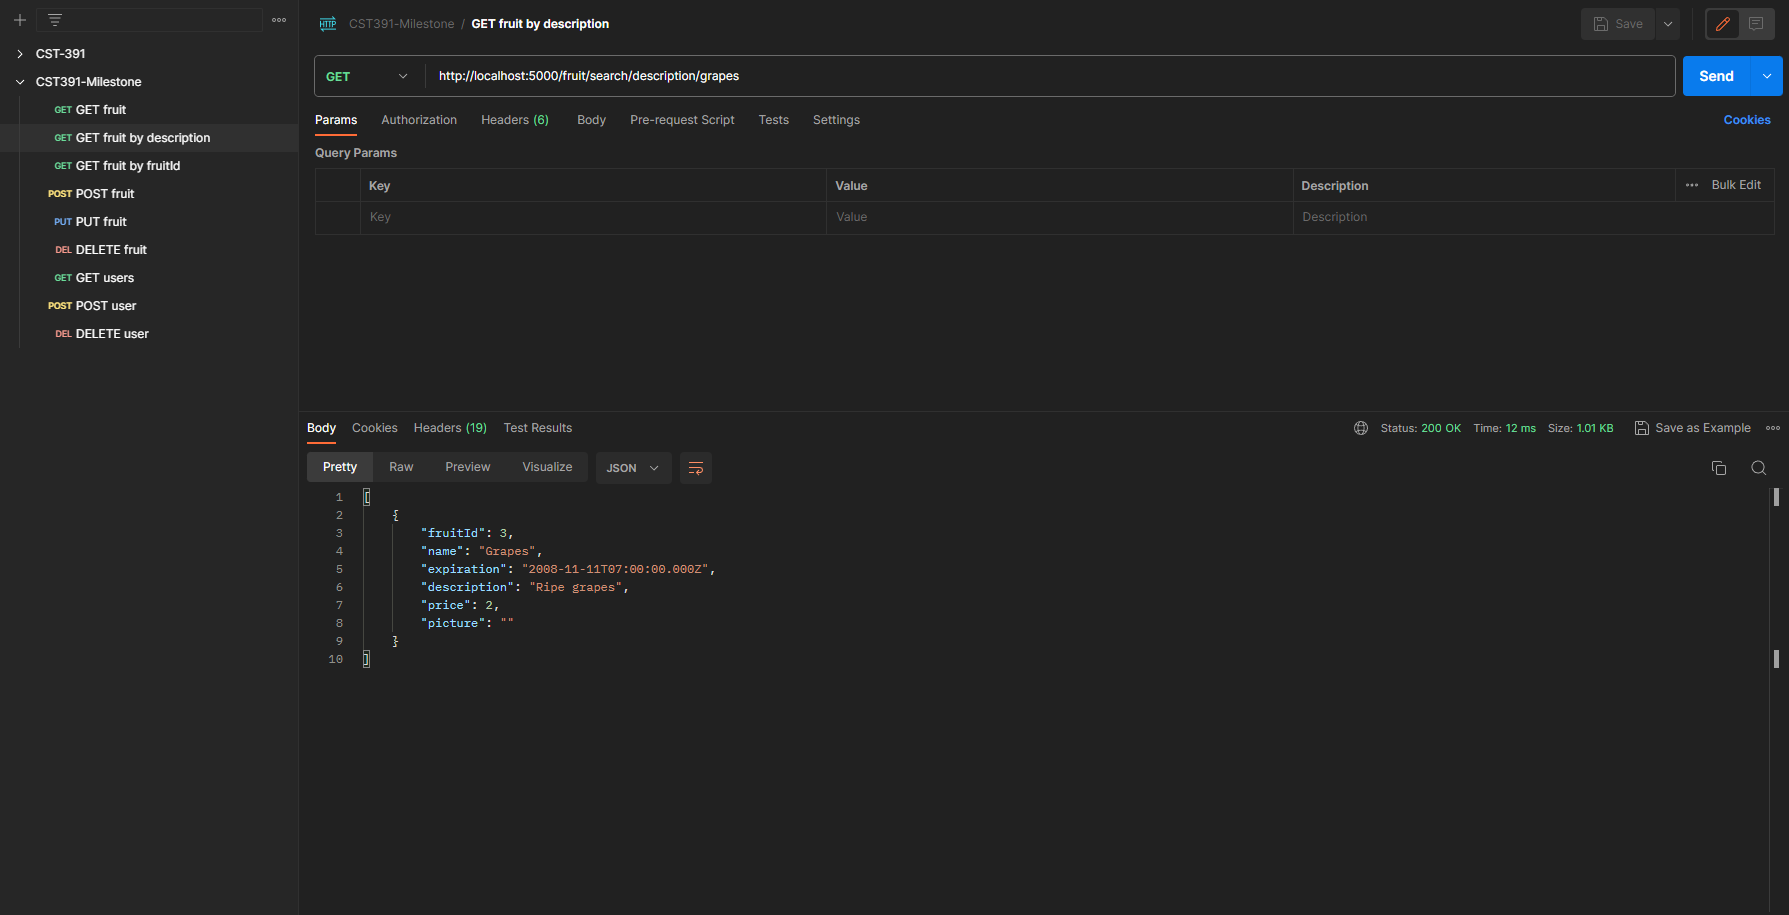 CST-391
CST391-Milestone
GET GET fruit
GET GET fruit by description
GET GET fruit by fruitId
POST POST fruit
PUT PUT fruit
DEL DELETE fruit
GET GET users
POST POST user
DEL DELETE user
HTTP CST391-Milestone / GET fruit by description
Save
GET http://localhost:5000/fruit/search/description/grapes
Send
Params Authorization Headers (6) Body Pre-request Script Tests Settings Cookies
Query Params
Key Value Description Bulk Edit
Key Value Description
Body Cookies Headers (19) Test Results Status: 200 OK Time: 12 ms Size: 1.01 KB Save as Example
Pretty Raw Preview Visualize JSON
1 [
2 {
3 "fruitId": 3,
4 "name": "Grapes",
5 "expiration": "2008-11-11T07:00:00.000Z",
6 "description": "Ripe grapes",
7 "price": 2,
8 "picture": ""
9 }
10 ]